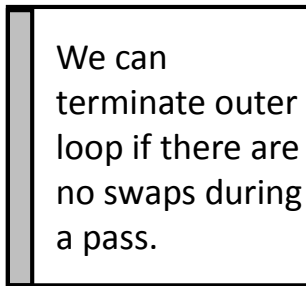 We can
terminate outer
loop if there are
no swaps during
a pass.